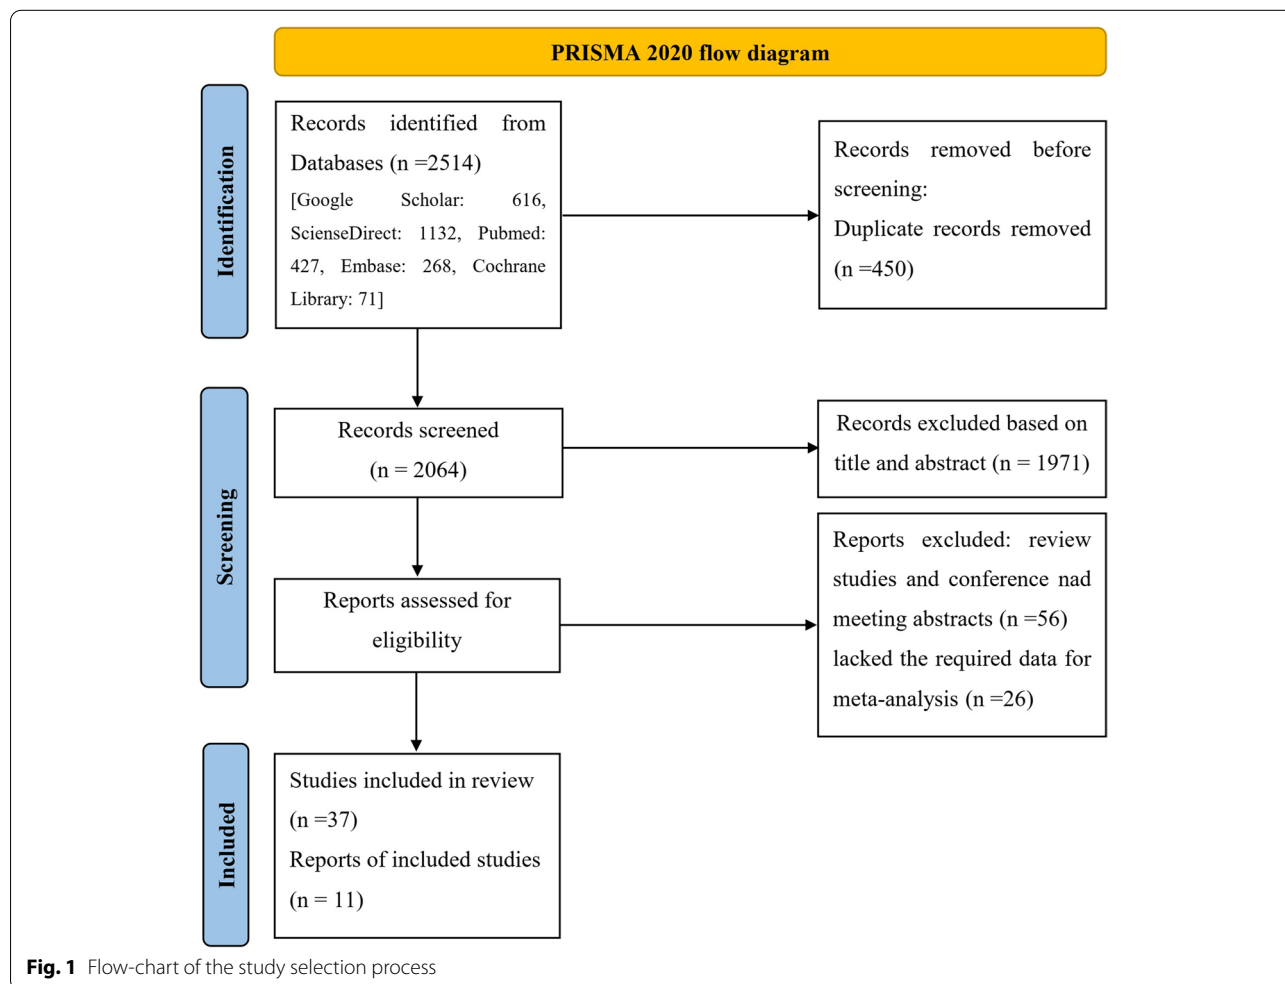 PRISMA 2020 flow diagram
Identification
Records identified from
Databases (n =2514)
[Google Scholar: 616,
ScienseDirect: 1132, Pubmed:
427, Embase: 268, Cochrane
Library: 71]
Records removed before
screening:
Duplicate records removed
(n =450)
Screening
Records screened
(n = 2064)
Records excluded based on
title and abstract (n = 1971)
Reports assessed for
eligibility
Reports excluded: review
studies and conference nad
meeting abstracts (n =56)
lacked the required data for
meta-analysis (n =26)
Included
Studies included in review
(n =37)
Reports of included studies
(n = 11)
Fig. 1 Flow-chart of the study selection process